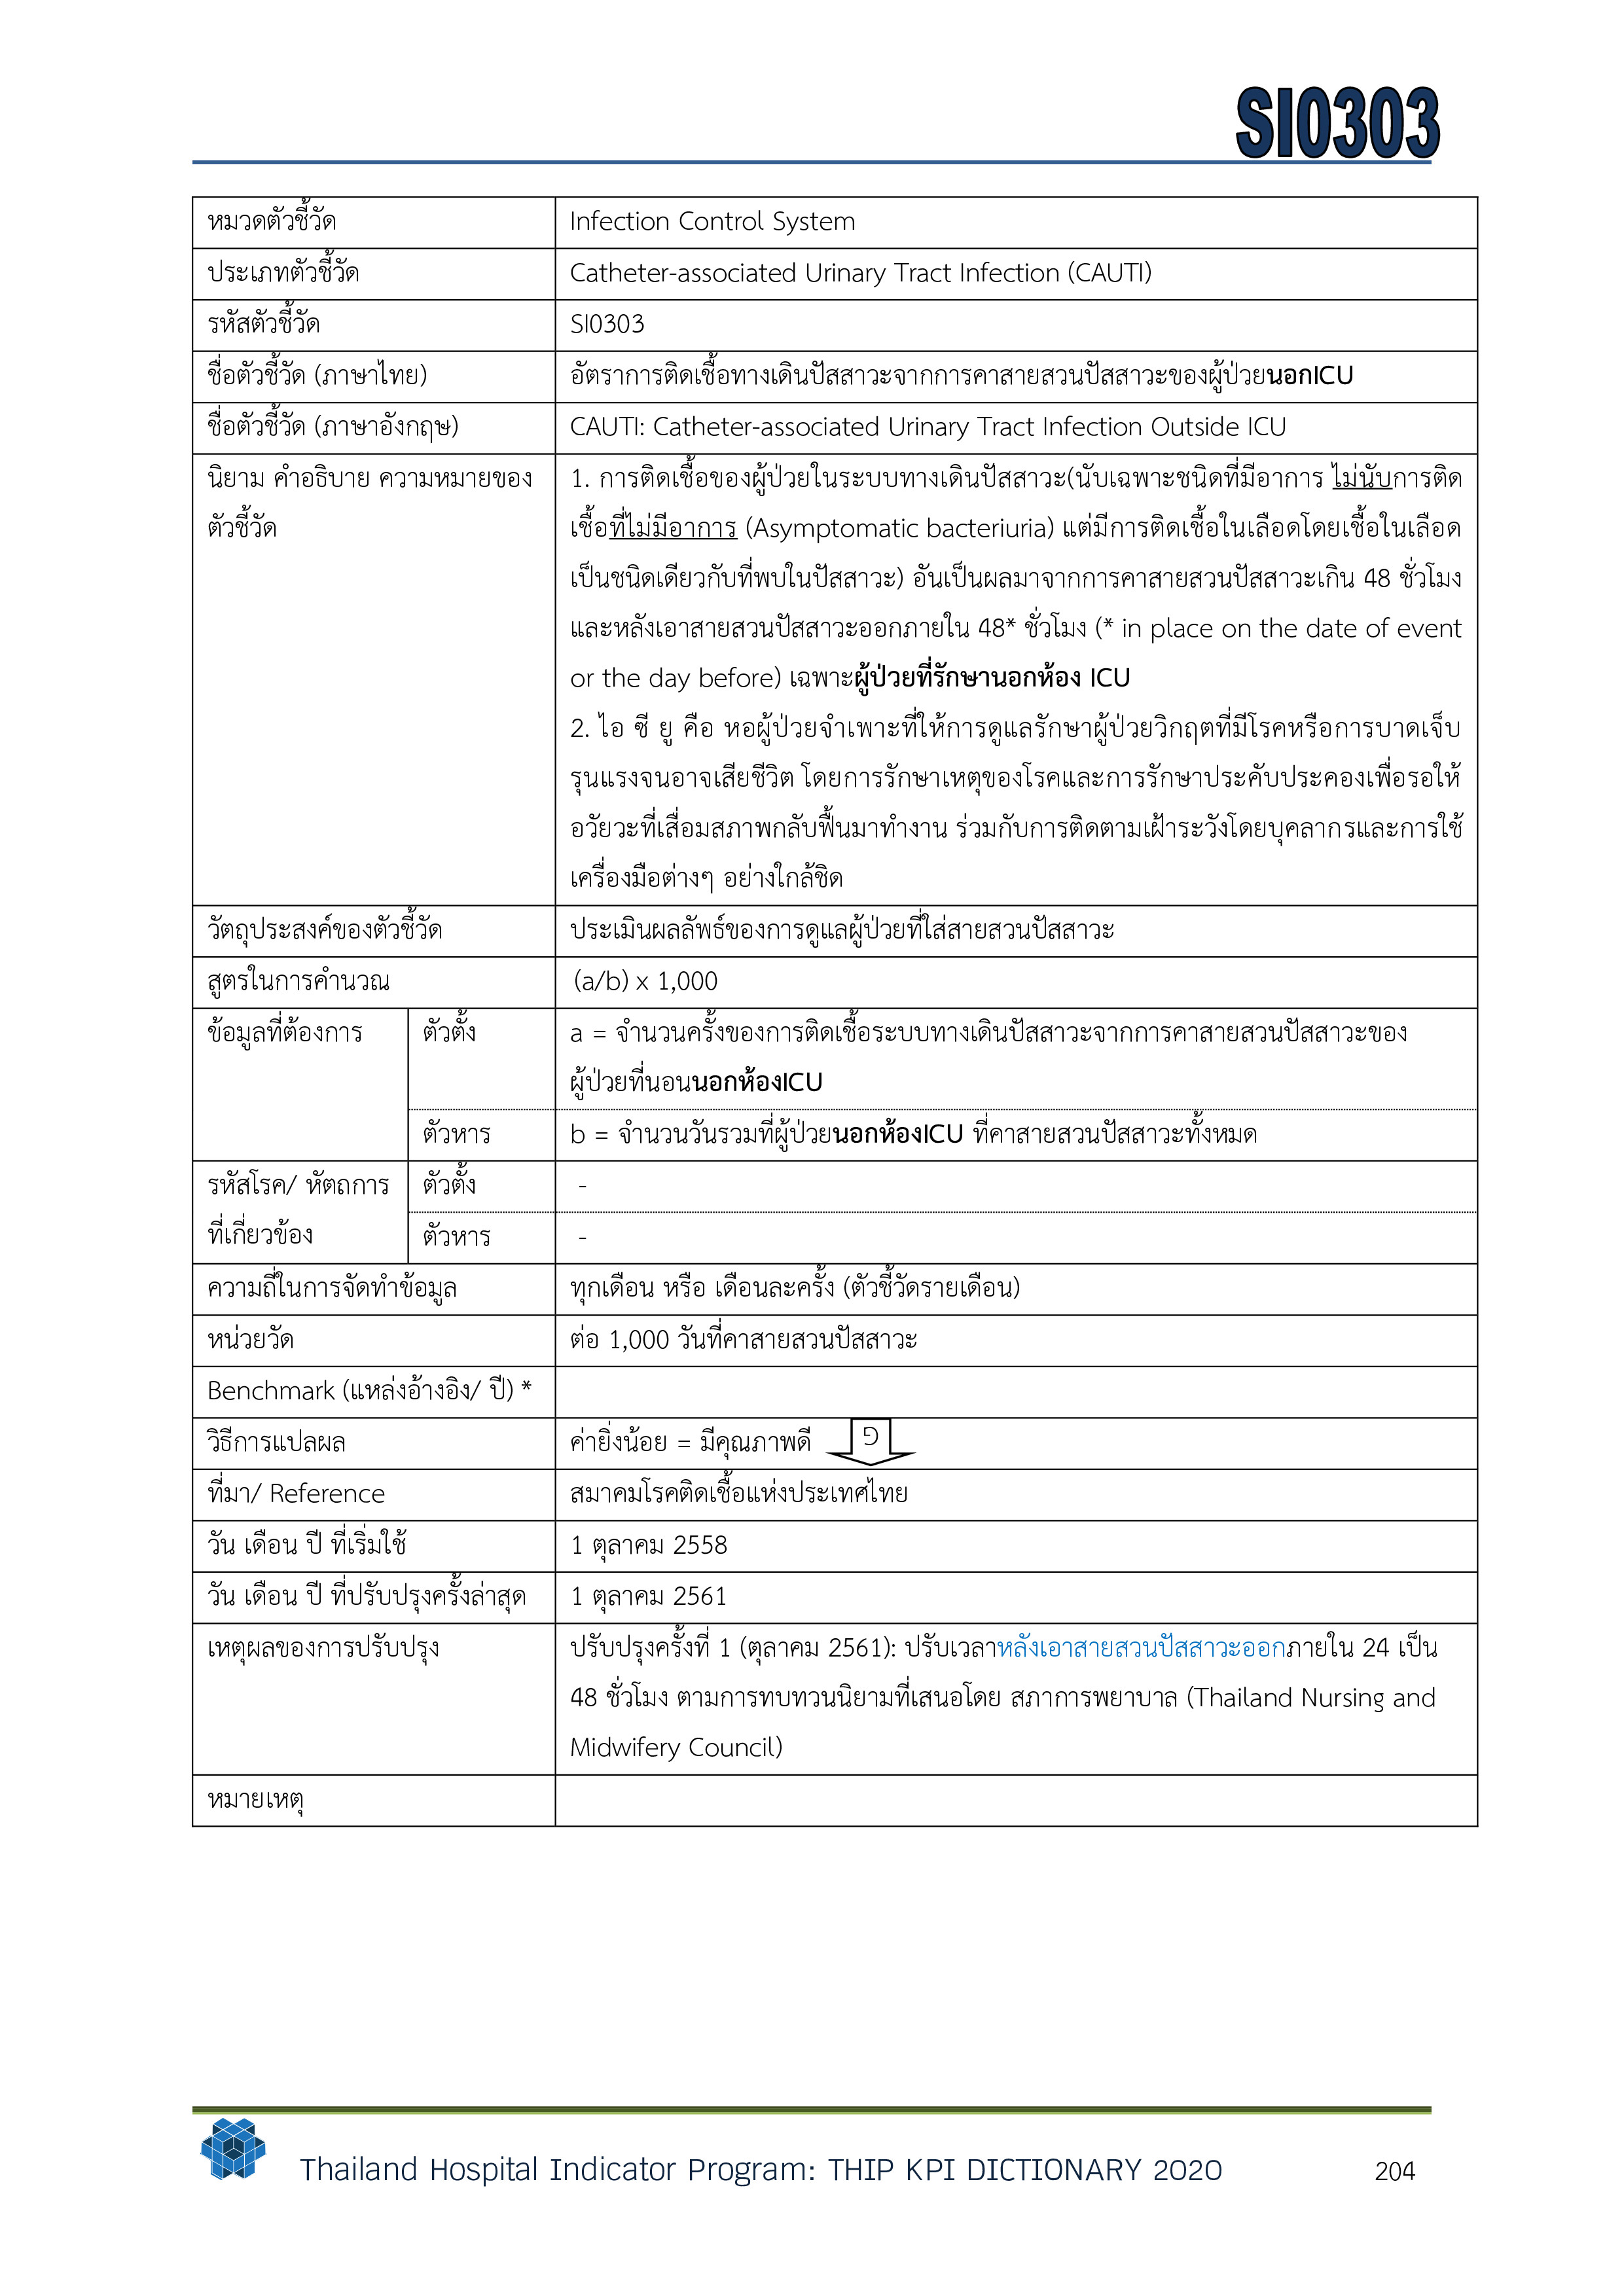 SI0303
หมวดตัวชี้วัด
Infection Control System
ประเภทตัวชี้วัด
Catheter-associated Urinary Tract Infection (CAUTI)
รหัสตัวชี้วัด
SI0303
ชื่อตัวชี้วัด (ภาษาไทย)
อัตราการติดเชื้อทางเดินปัสสาวะจากการคาสายสวนปัสสาวะของผู้ป่วยนอกICU
ชื่อตัวชี้วัด (ภาษาอังกฤษ)
CAUTI: Catheter-associated Urinary Tract Infection Outside ICU
นิยาม คำอธิบาย ความหมายของ
ตัวชี้วัด
1. การติดเชื้อของผู้ป่วยในระบบทางเดินปัสสาวะ(นับเฉพาะชนิดที่มีอาการ ไม่นับการติด
เชื้อที่ไม่มีอาการ (Asymptomatic bacteriuria) แต่มีการติดเชื้อในเลือดโดยเชื้อในเลือด
เป็นชนิดเดียวกับที่พบในปัสสาวะ) อันเป็นผลมาจากการคาสายสวนปัสสาวะเกิน 48 ชั่วโมง
และหลังเอาสายสวนปัสสาวะออกภายใน 48* ชั่วโมง (* in place on the date of event
or the day before) เฉพาะผู้ป่วยที่รักษานอกห้อง ICU
2. ไอ ซี ยู คือ หอผู้ป่วยจำเพาะที่ให้การดูแลรักษาผู้ป่วยวิกฤตที่มีโรคหรือการบาดเจ็บ
รุนแรงจนอาจเสียชีวิต โดยการรักษาเหตุของโรคและการรักษาประคับประคองเพื่อรอให้
อวัยวะที่เสื่อมสภาพกลับฟื้นมาทำงาน ร่วมกับการติดตามเฝ้าระวังโดยบุคลากรและการใช้
เครื่องมือต่างๆ อย่างใกล้ชิด
วัตถุประสงค์ของตัวชี้วัด
ประเมินผลลัพธ์ของการดูแลผู้ป่วยที่ใส่สายสวนปัสสาวะ
สูตรในการคำนวณ
(a/b) x 1,000
ข้อมูลที่ต้องการ
ตัวตั้ง
a = จำนวนครั้งของการติดเชื้อระบบทางเดินปัสสาวะจากการคาสายสวนปัสสาวะของ
ผู้ป่วยที่นอนนอกห้องICU
ตัวหาร
b = จำนวนวันรวมที่ผู้ป่วยนอกห้องICU ที่คาสายสวนปัสสาวะทั้งหมด
รหัสโรค/ หัตถการ
ที่เกี่ยวข้อง
ตัวตั้ง
-
ตัวหาร
-
ความถี่ในการจัดทำข้อมูล
ทุกเดือน หรือ เดือนละครั้ง (ตัวชี้วัดรายเดือน)
หน่วยวัด
ต่อ 1,000 วันที่คาสายสวนปัสสาวะ
Benchmark (แหล่งอ้างอิง/ ปี) *
วิธีการแปลผล
ค่ายิ่งน้อย = มีคุณภาพดี
ที่มา/ Reference
สมาคมโรคติดเชื้อแห่งประเทศไทย
วัน เดือน ปี ที่เริ่มใช้
1 ตุลาคม 2558
วัน เดือน ปี ที่ปรับปรุงครั้งล่าสุด
1 ตุลาคม 2561
เหตุผลของการปรับปรุง
ปรับปรุงครั้งที่ 1 (ตุลาคม 2561): ปรับเวลาหลังเอาสายสวนปัสสาวะออกภายใน 24 เป็น
48 ชั่วโมง ตามการทบทวนนิยามที่เสนอโดย สภาการพยาบาล (Thailand Nursing and
Midwifery Council)
หมายเหตุ
Thailand Hospital Indicator Program: THIP KPI DICTIONARY 2020
204